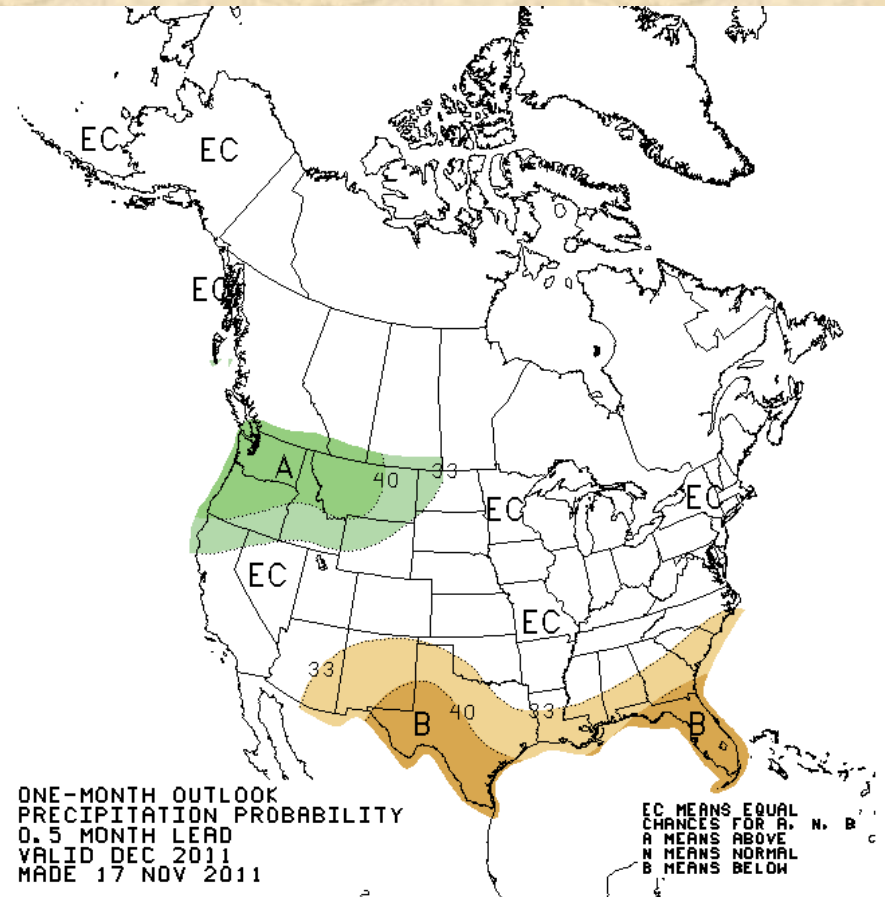 EC
EC
EC
A
40
33
EC
EC
EC
EC
33
B
40
33
B
ONE-MONTH OUTLOOK
PRECIPITATION PROBABILITY
0.5 MONTH LEAD
VALID DEC 2011
MADE 17 NOV 2011
EC MEANS EQUAL
CHANCES FOR A, N, B
A MEANS ABOVE
N MEANS NORMAL
B MEANS BELOW